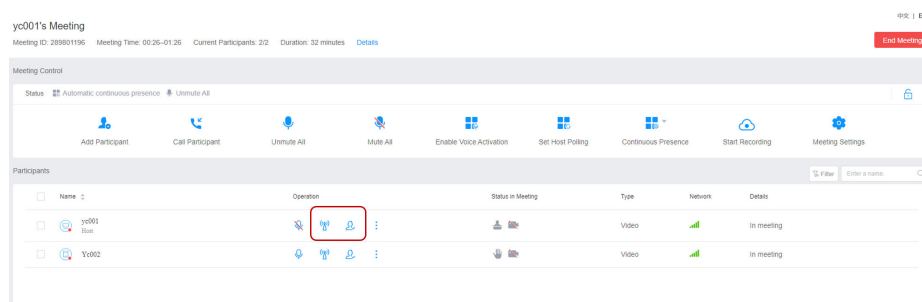 中文 | E
yc001's Meeting
Meeting ID: 289801196 Meeting Time: 00:26–01:26 Current Participants: 2/2 Duration: 32 minutes Details
End Meeting
Meeting Control
Status Automatic continuous presence Unmute All
Add Participant Call Participant Unmute All Mute All Enable Voice Activation Set Host Polling Continuous Presence Start Recording Meeting Settings
Participants
Filter Enter a name.
Name Operation Status in Meeting Type Network Details
yc001 Video In meeting
Host
Yc002 Video In meeting